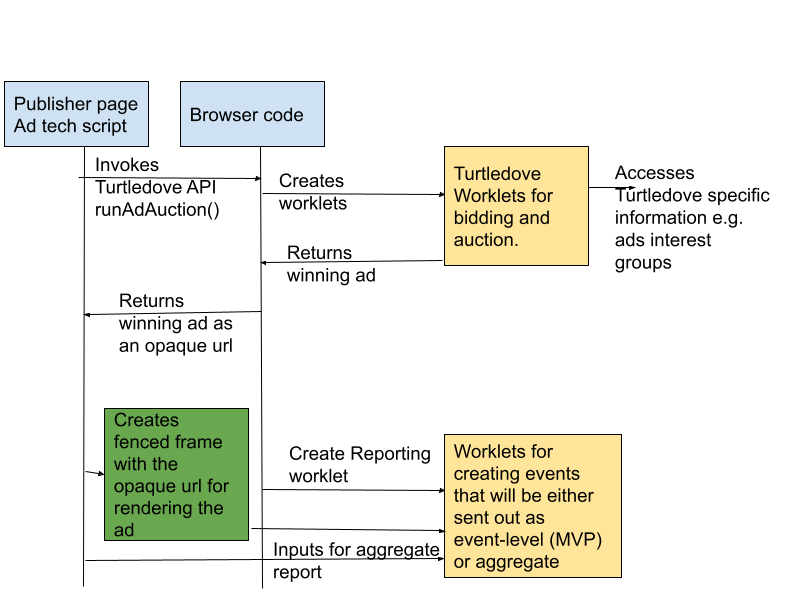 Publisher page
Ad tech script
Browser code
Invokes
Turtledove API
runAdAuction()
Creates
worklets
Turtledove
Worklets for
bidding and
auction.
Accesses
Turtledove specific
information e.g.
ads interest
groups
Returns
winning ad
Returns
winning ad as
an opaque url
Creates
fenced frame
with the
opaque url for
rendering the
ad
Create Reporting
worklet
Worklets for
creating events
that will be either
sent out as
event-level (MVP)
or aggregate
Inputs for aggregate
report